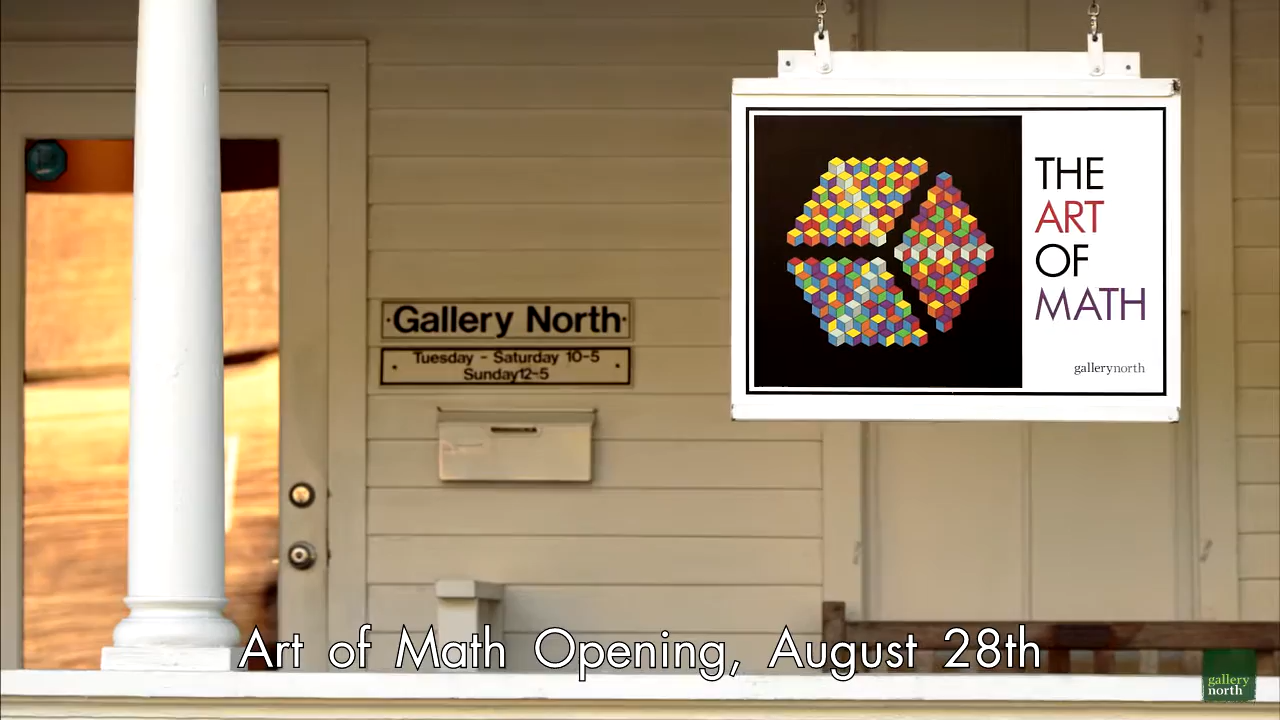 THE
ART
OF
MATH
gallerynorth
·Gallery North·
Tuesday - Saturday 10-5
Sunday12-5
Art of Math Opening, August 28th
gallery
north